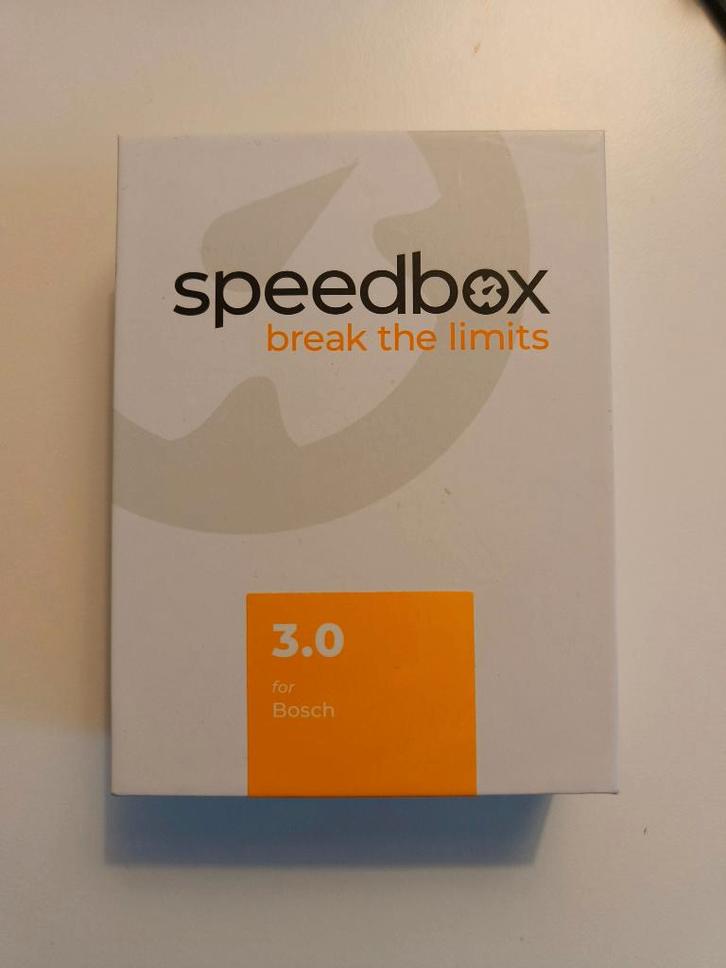 speedbox
break the limits
3.0
for
Bosch